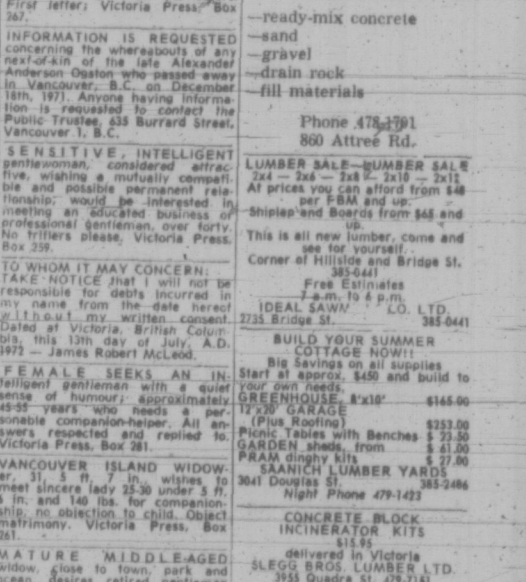 First letter; Victoria Press, Box
267.
INFORMATION IS REQUESTED
concerning the whereabouts of any
next-of-kin of the late Alexander
Anderson Ogston who passed away
in Vancouver, B.C. on December
18th, 1971. Anyone having informa-
tion is requested to contact the
Public Trustee, 635 Burrard Street,
Vancouver 1, B.C.
SENSITIVE, INTELLIGENT
gentlewoman, considered attrac-
tive, wishing a mutually compati-
ble and possible permanent rela-
tionship, would be interested in
meeting an educated business or
professional gentleman, over forty.
No triflers please. Victoria Press,
Box 259.
TO WHOM IT MAY CONCERN:
TAKE NOTICE that I will not be
responsible for debts incurred in
my name from the date hereof
without my written consent.
Dated at Victoria, British Colum-
bia, this 13th day of July, A.D.
1972 — James Robert McLeod.
FEMALE SEEKS AN IN-
telligent gentleman with a quiet
sense of humour; approximately
45-55 years who needs a per-
sonable companion-helper. All an-
swers respected and replied to.
Victoria Press, Box 281.
VANCOUVER ISLAND WIDOW-
er, 31, 5 ft. 7 in., wishes to
meet sincere lady 25-30 under 5 ft.
in. and 140 lbs. for companion-
ship, no objection to child. Object
matrimony. Victoria Press, Box
261.
MATURE MIDDLE-AGED
widow, close to town, park and
ocean desires retired gentleman
—ready-mix concrete
—sand
—gravel
—drain rock
—fill materials
Phone 478-1701
860 Attree Rd.
LUMBER SALE—LUMBER SALE
2x4 — 2x6 — 2x8 — 2x10 — 2x12
At prices you can afford from $48
per FBM and up.
Shiplap and Boards from $65 and
up.
This is all new lumber, come and
see for yourself.
Corner of Hillside and Bridge St.
385-0441
Free Estimates
7 a.m. to 6 p.m.
IDEAL SAWN CO. LTD.
2735 Bridge St. 385-0441
BUILD YOUR SUMMER
COTTAGE NOW!!
Big Savings on all supplies
Start at approx. $450 and build to
your own needs.
GREENHOUSE, 8'x10' $165.00
12'x20' GARAGE
(Plus Roofing) $253.00
Picnic Tables with Benches $ 23.50
GARDEN sheds, from $ 61.00
PRAM dinghy kits $ 27.00
SAANICH LUMBER YARDS
3041 Douglas St. 385-2486
Night Phone 479-1423
CONCRETE BLOCK
INCINERATOR KITS
$15.95
delivered in Victoria
SLEGG BROS. LUMBER LTD.
3955 Quadra St.